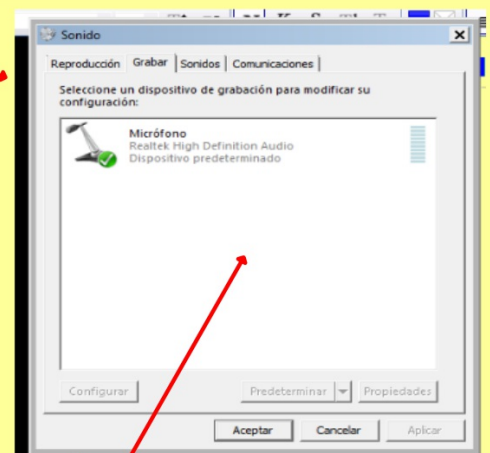 Sonido
Reproducción Grabar Sonidos Comunicaciones
Seleccione un dispositivo de grabación para modificar su
configuración:
Micrófono
Realtek High Definition Audio
Dispositivo predeterminado
Configurar Predeterminar Propiedades
Aceptar Cancelar Aplicar